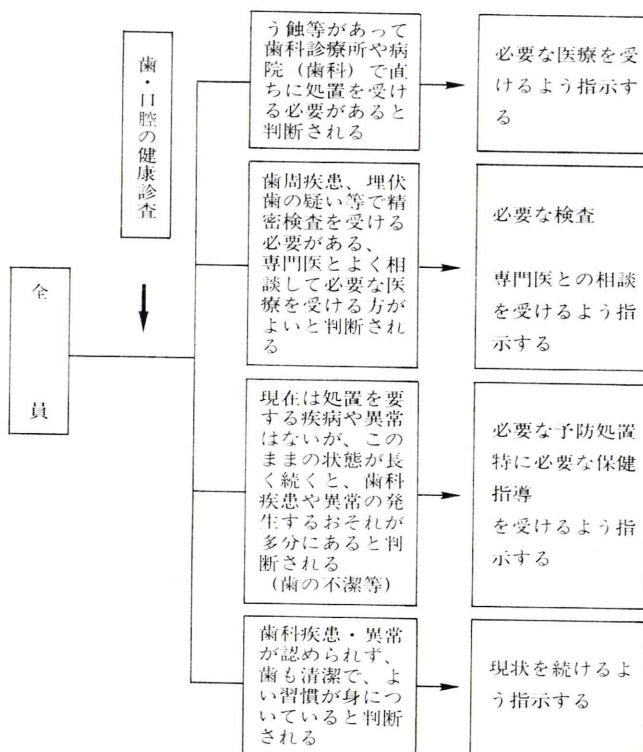 歯・口腔の健康診査
全員
う蝕等があって
歯科診療所や病
院（歯科）で直
ちに処置を受け
る必要があると
判断される
必要な医療を受
けるよう指示す
る
歯周疾患、埋伏
歯の疑い等で精
密検査を受ける
必要がある、
専門医とよく相
談して必要な医
療を受ける方が
よいと判断され
る
必要な検査
専門医との相談
を受けるよう指
示する
現在は処置を要
する疾病や異常
はないが、この
ままの状態が長
く続くと、歯科
疾患や異常の発
生するおそれが
多分にあると判
断される
（歯の不潔等）
必要な予防処置
特に必要な保健
指導
を受けるよう指
示する
歯科疾患・異常
が認められず、
歯も清潔で、よ
い習慣が身につ
いていると判断
される
現状を続けるよ
う指示する